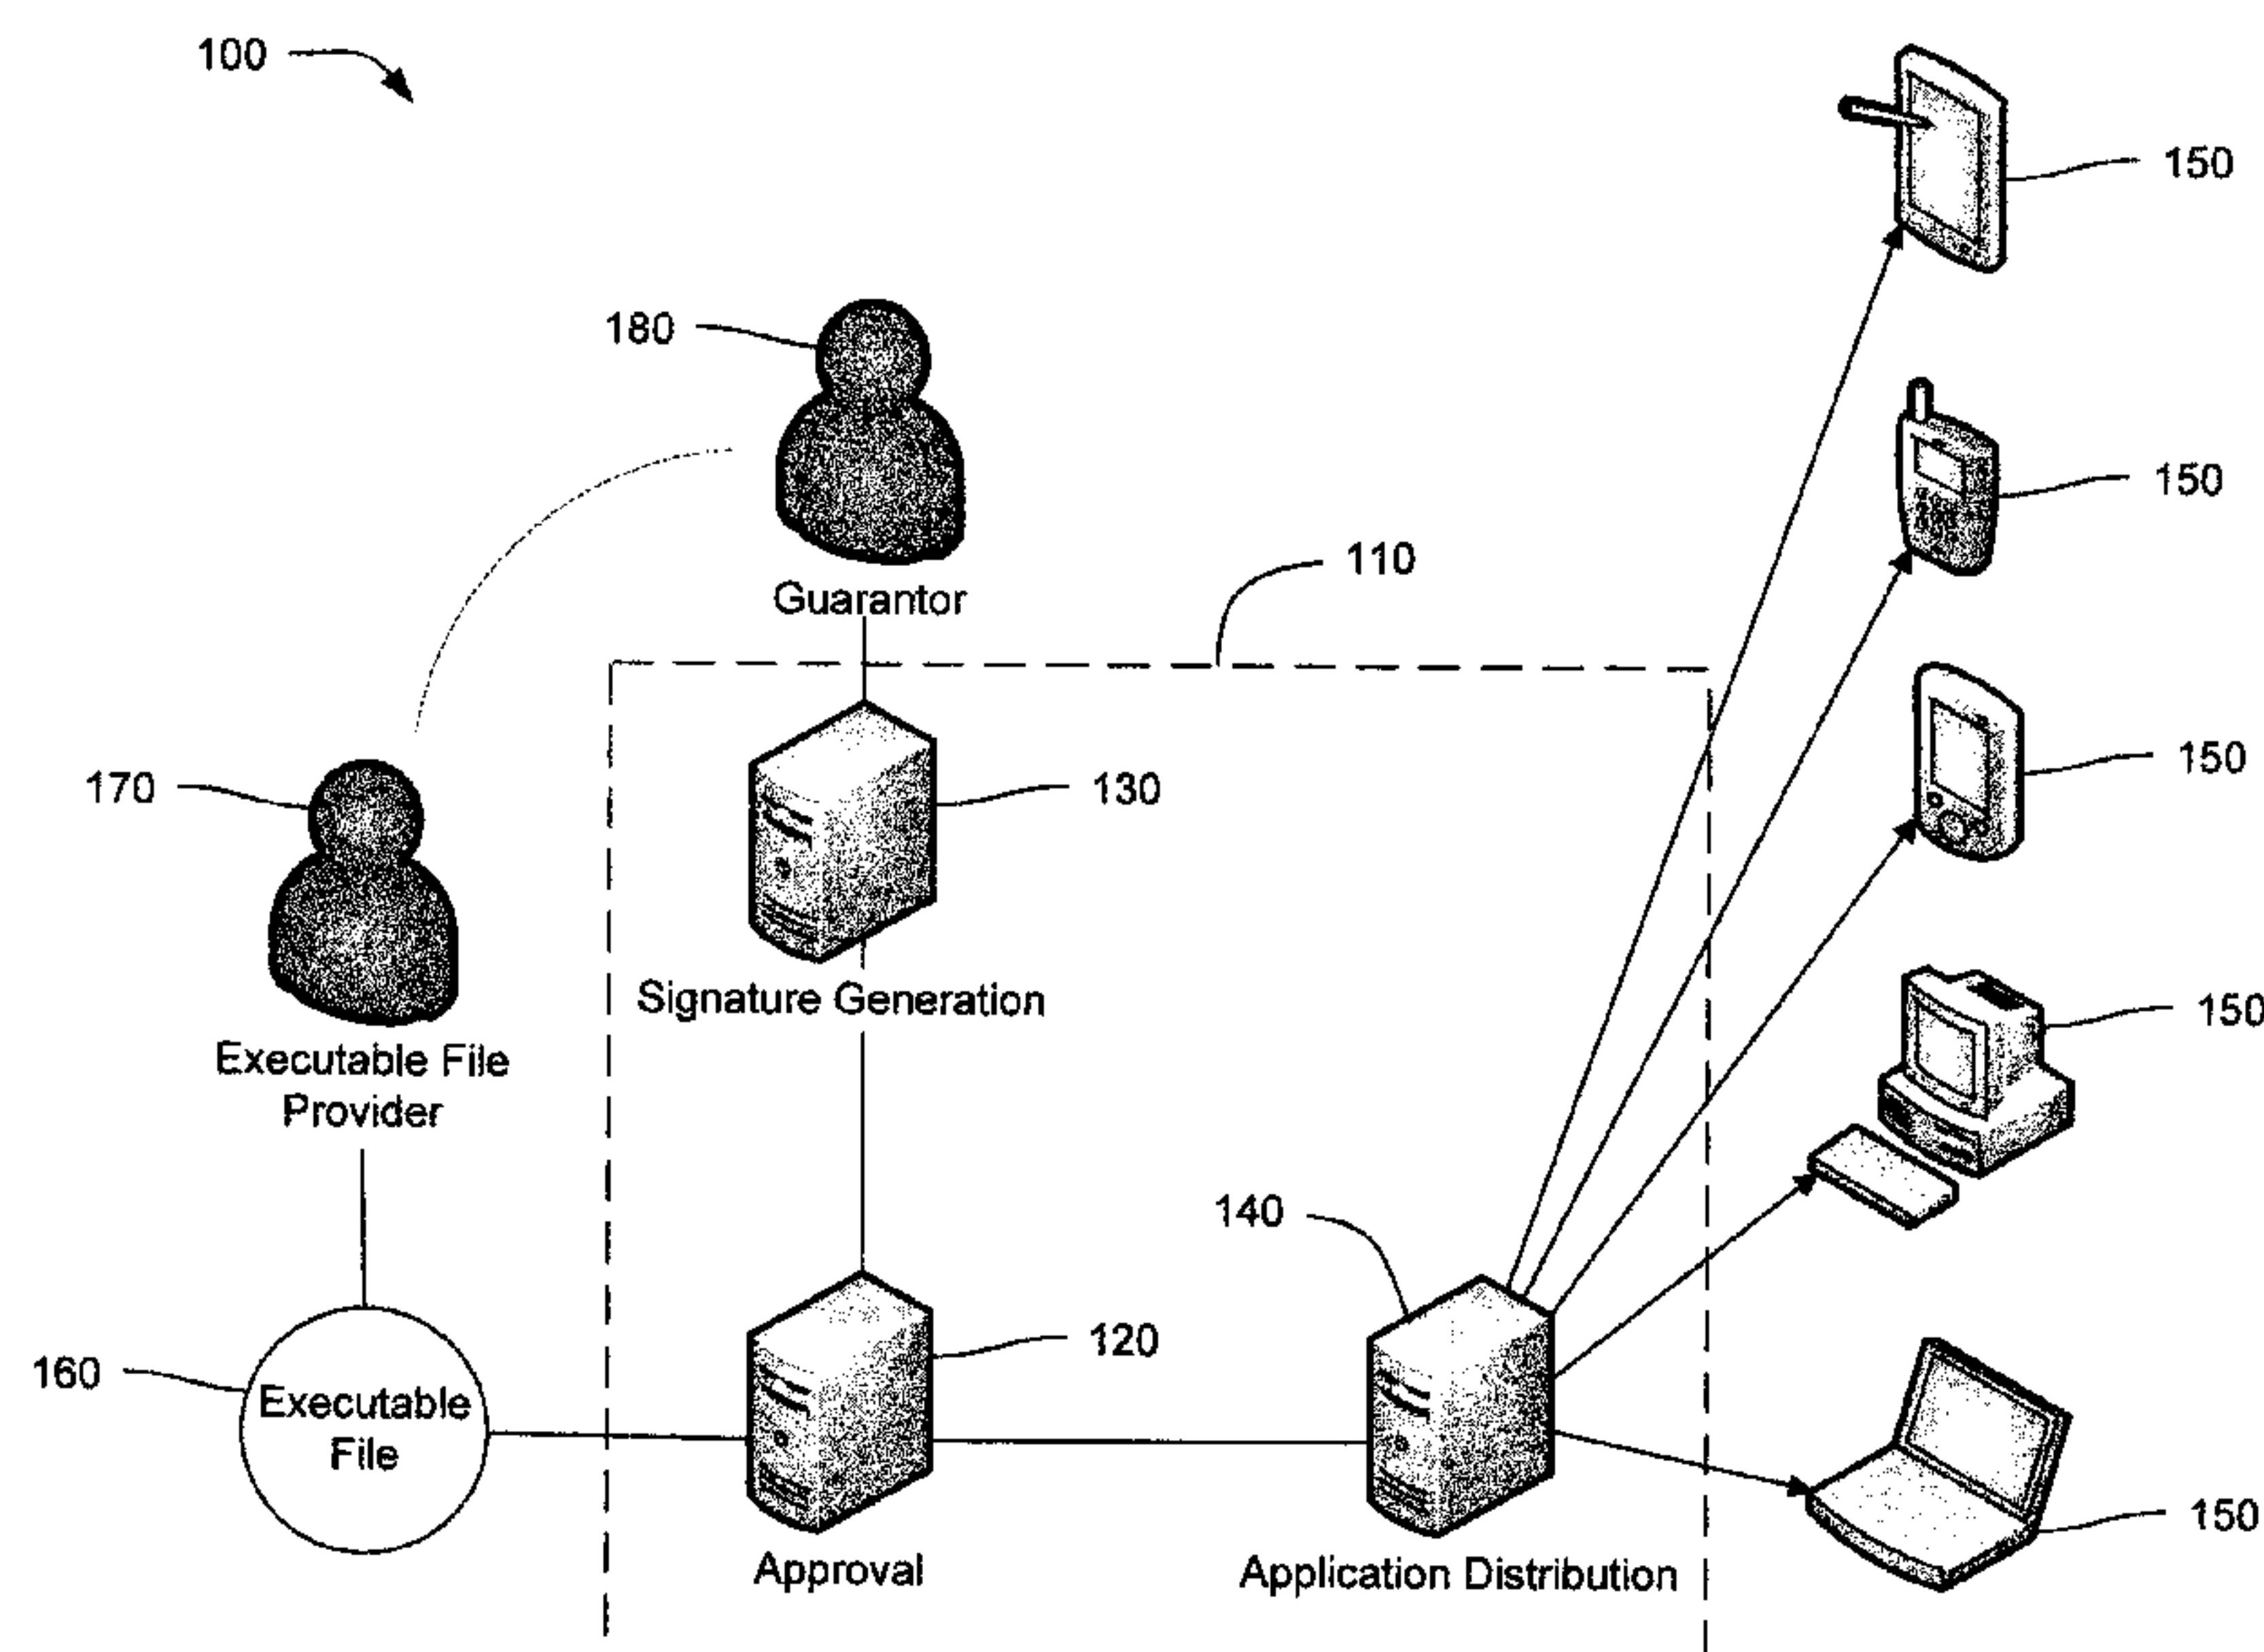 100
150
180
150
Guarantor
110
150
170
130
Signature Generation
150
Executable File
Provider
140
120
160
Executable
File
150
Approval
Application Distribution